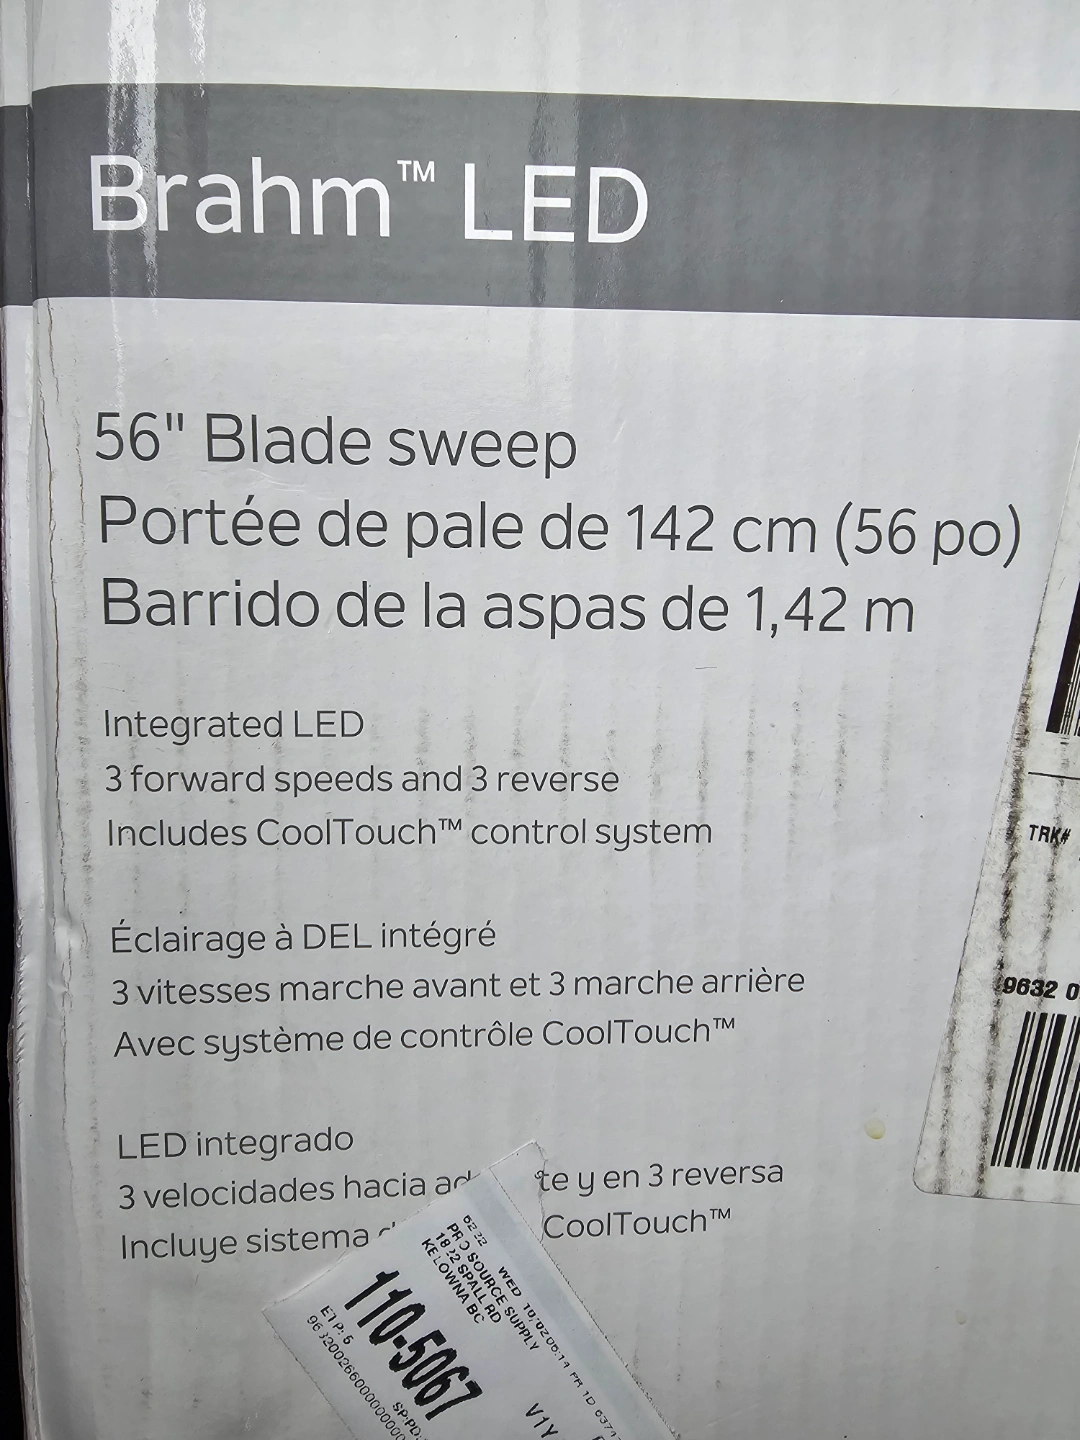 Brahm™ LED
56" Blade sweep
Portée de pale de 142 cm (56 po)
Barrido de la aspas de 1,42 m
Integrated LED
3 forward speeds and 3 reverse
Includes CoolTouch™ control system
Éclairage à DEL intégré
3 vitesses marche avant et 3 marche arrière
Avec système de contrôle CoolTouch™
LED integrado
3 velocidades hacia ad te y en 3 reversa
Incluye sistema CoolTouch™
TRK#
9632 0
PRO SOURCE SUPPLY
SPALL RD
KELOWNA BC
110-5067
V1Y